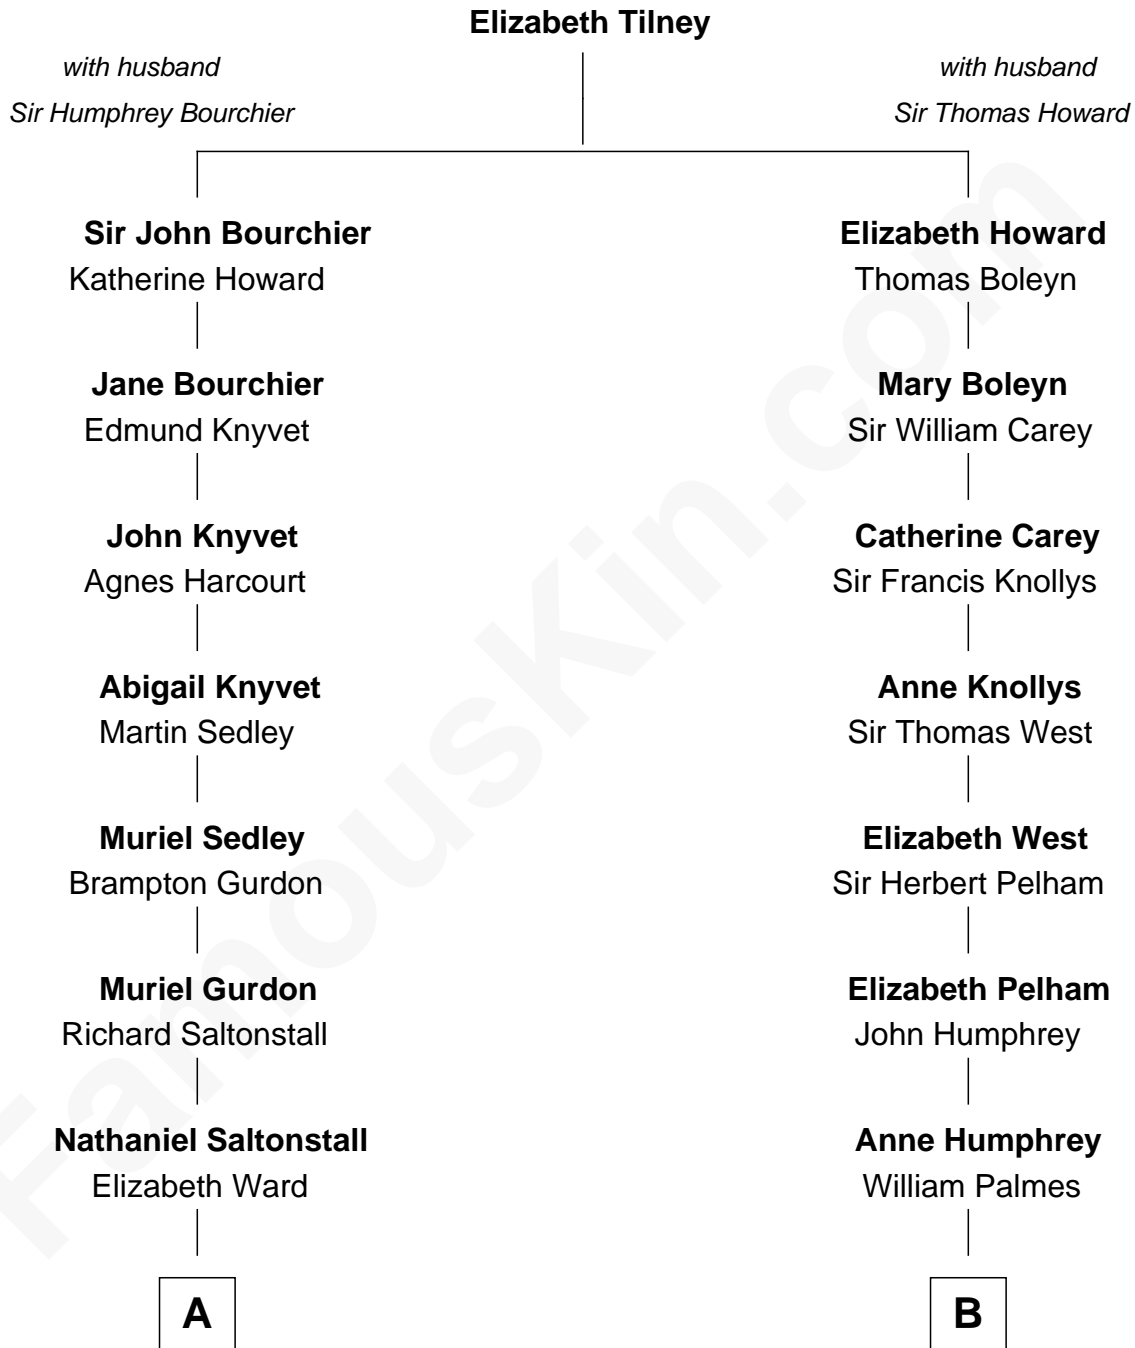 Elizabeth Tilney
with husband
Sir Humphrey Bourchier
with husband
Sir Thomas Howard
Sir John Bourchier
Katherine Howard
Elizabeth Howard
Thomas Boleyn
Jane Bourchier
Edmund Knyvet
Mary Boleyn
Sir William Carey
John Knyvet
Agnes Harcourt
Catherine Carey
Sir Francis Knollys
Abigail Knyvet
Martin Sedley
Anne Knollys
Sir Thomas West
Muriel Sedley
Brampton Gurdon
Elizabeth West
Sir Herbert Pelham
Muriel Gurdon
Richard Saltonstall
Elizabeth Pelham
John Humphrey
Nathaniel Saltonstall
Elizabeth Ward
Anne Humphrey
William Palmes
A
B
FamousKin.com